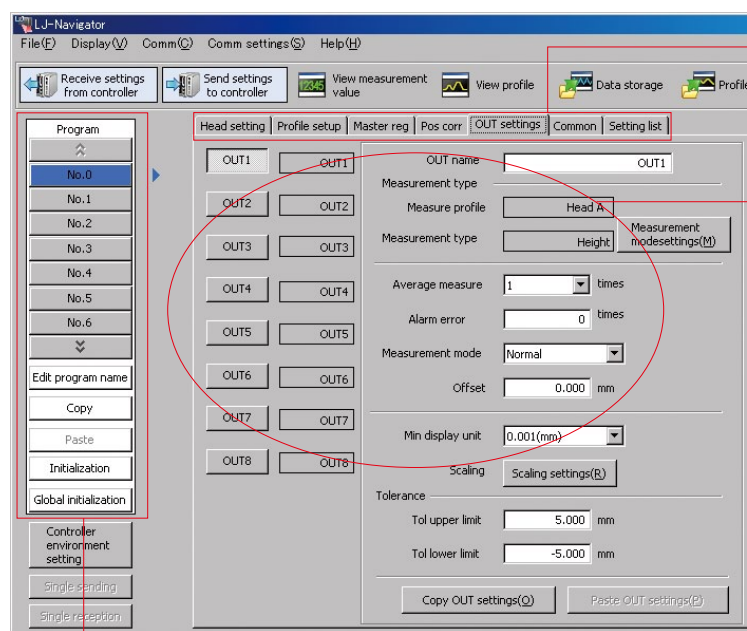 LJ-Navigator
File(F) Display(V) Comm(C) Comm settings(S) Help(H)
Receive settings from controller
Send settings to controller
12345
View measurement value
View profile
Data storage
Profile
Program
No.0
No.1
No.2
No.3
No.4
No.5
No.6
Edit program name
Copy
Paste
Initialization
Global initialization
Controller environment setting
Single sending
Single reception
Head setting Profile setup Master reg Pos corr OUT settings Common Setting list
OUT1 OUT1
OUT2 OUT2
OUT3 OUT3
OUT4 OUT4
OUT5 OUT5
OUT6 OUT6
OUT7 OUT7
OUT8 OUT8
OUT name OUT1
Measurement type
Measure profile Head A
Measurement type Height
Measurement modesettings(M)
Average measure 1 times
Alarm error 0 times
Measurement mode Normal
Offset 0.000 mm
Min display unit 0.001(mm)
Scaling Scaling settings(R)
Tolerance
Tol upper limit 5.000 mm
Tol lower limit -5.000 mm
Copy OUT settings(O) Paste OUT settings(P)